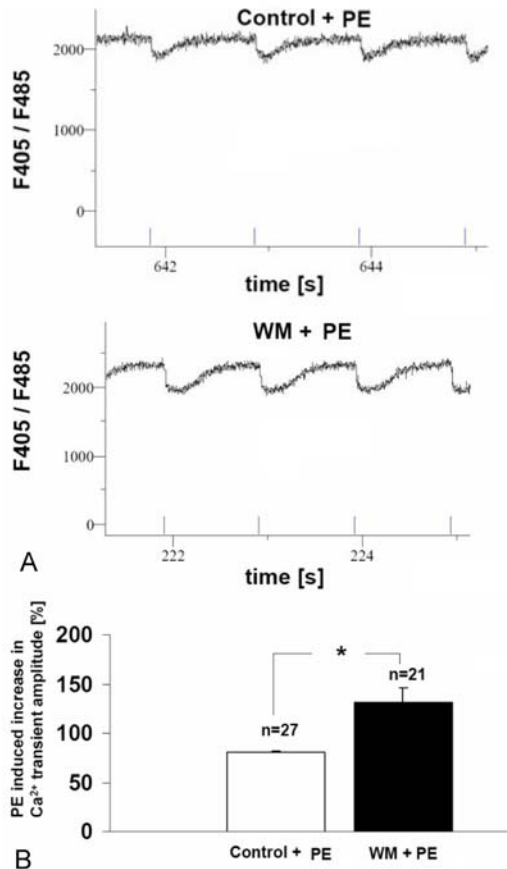 Control + PE
F405 / F485
2000
1000
0
642
644
time [s]
WM + PE
F405 / F485
2000
1000
0
222
224
time [s]
A
PE induced increase in
Ca²⁺ transient amplitude [%]
200
150
100
50
0
n=27
*
n=21
Control + PE
WM + PE
B